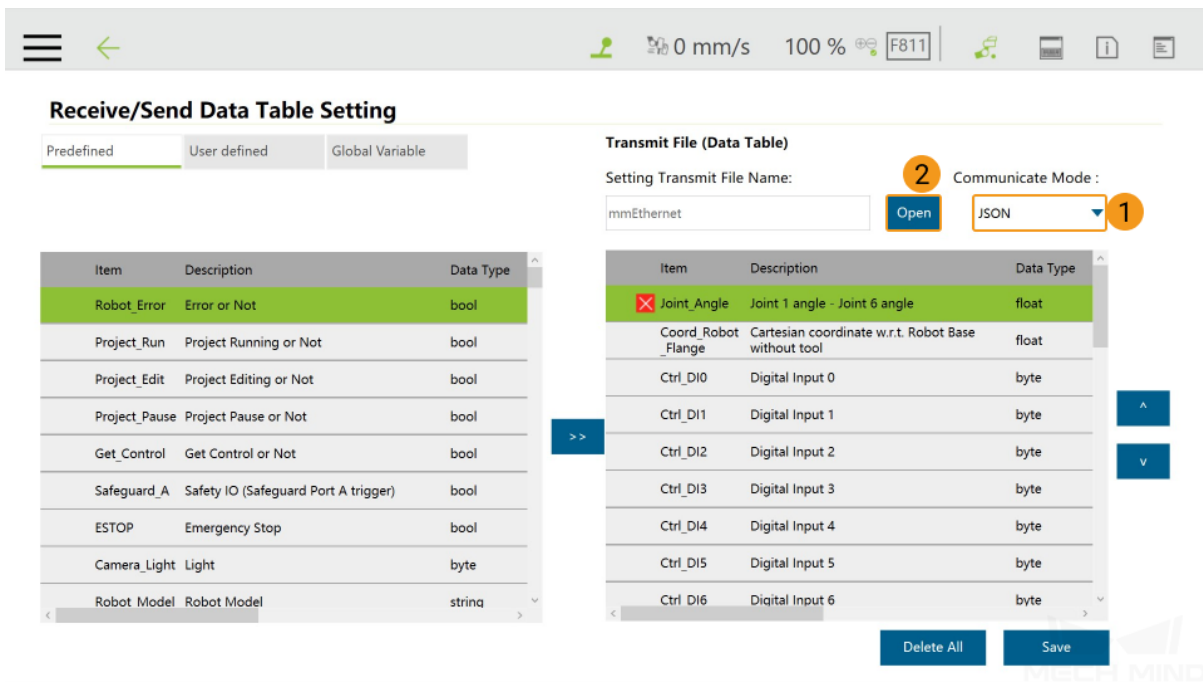 0 mm/s 100 % F811
Receive/Send Data Table Setting
Predefined User defined Global Variable
Transmit File (Data Table)
Setting Transmit File Name: 2 Communicate Mode :
mmEthernet Open JSON 1
Item Description Data Type
Robot_Error Error or Not bool
Project_Run Project Running or Not bool
Project_Edit Project Editing or Not bool
Project_Pause Project Pause or Not bool
Get_Control Get Control or Not bool
Safeguard_A Safety IO (Safeguard Port A trigger) bool
ESTOP Emergency Stop bool
Camera_Light Light byte
Robot_Model Robot Model string
>>
Item Description Data Type
Joint_Angle Joint 1 angle - Joint 6 angle float
Coord_Robot Cartesian coordinate w.r.t. Robot Base
_Flange without tool float
Ctrl_DI0 Digital Input 0 byte
Ctrl_DI1 Digital Input 1 byte
Ctrl_DI2 Digital Input 2 byte
Ctrl_DI3 Digital Input 3 byte
Ctrl_DI4 Digital Input 4 byte
Ctrl_DI5 Digital Input 5 byte
Ctrl_DI6 Digital Input 6 byte
^
v
Delete All Save
MECH MIND